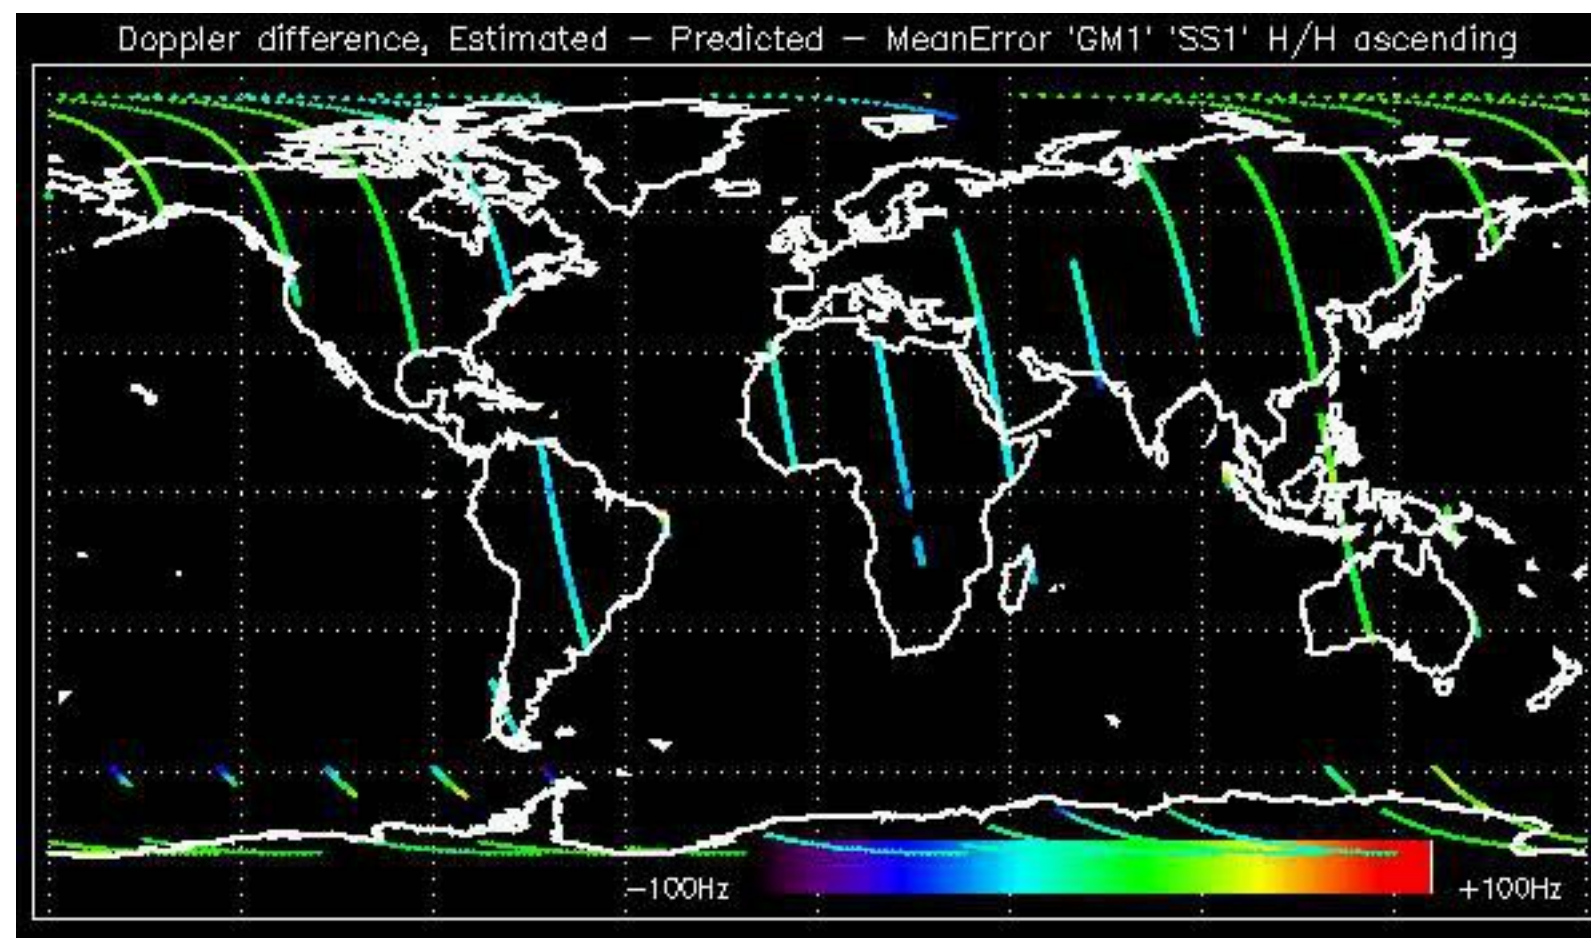 Doppler difference, Estimated − Predicted − MeanError 'GM1' 'SS1' H/H ascending
−100Hz
+100Hz